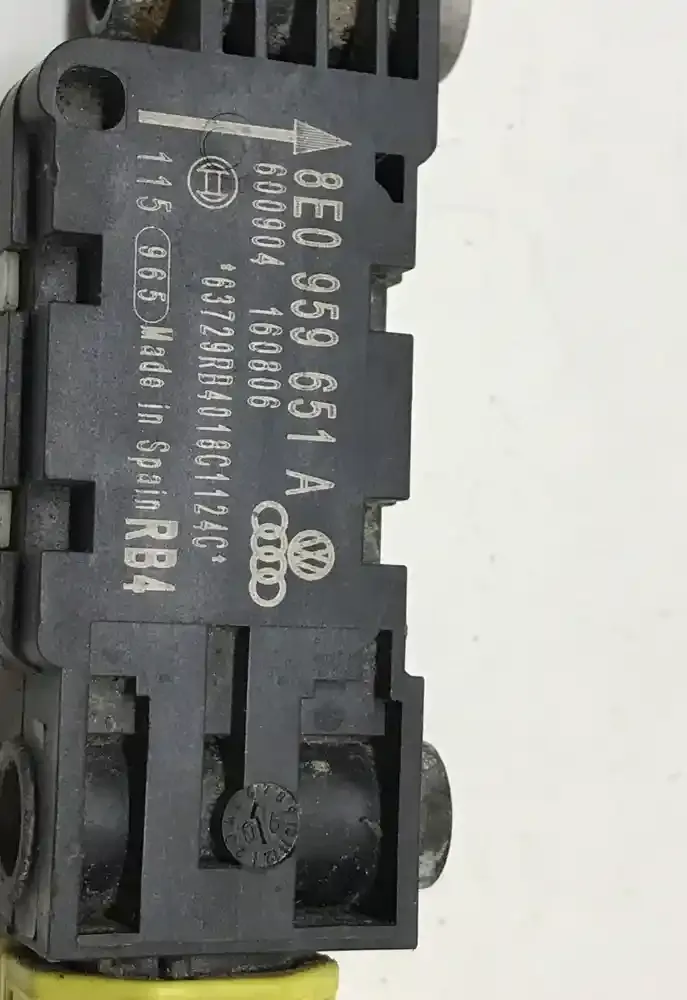 8E0 959 651 A
600904 160806
*63729RB4018C1124C*
115 965 Made in Spain RB4